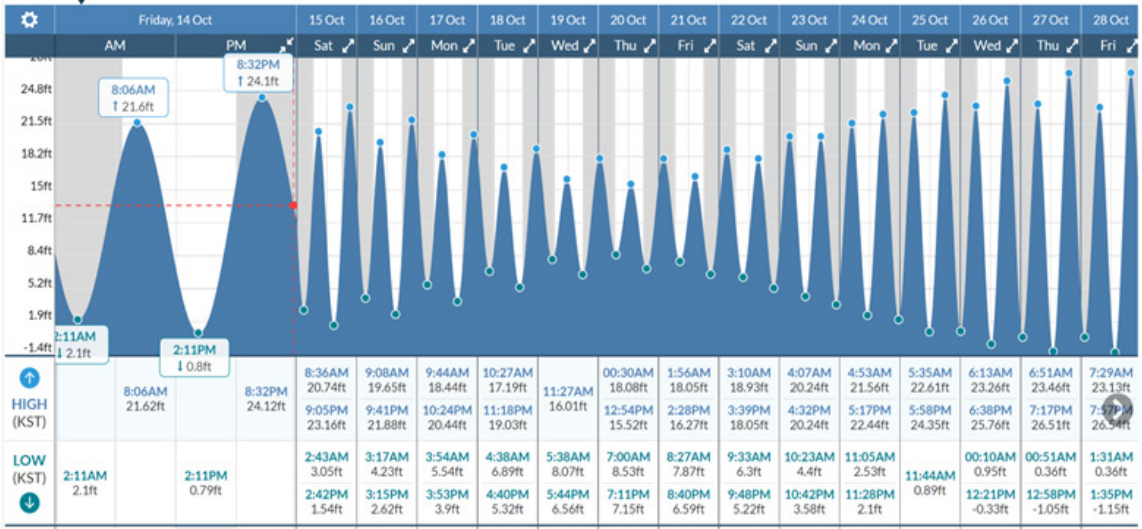 Friday, 14 Oct 15 Oct 16 Oct 17 Oct 18 Oct 19 Oct 20 Oct 21 Oct 22 Oct 23 Oct 24 Oct 25 Oct 26 Oct 27 Oct 28 Oct
AM PM Sat Sun Mon Tue Wed Thu Fri Sat Sun Mon Tue Wed Thu Fri
8:32PM
↑ 24.1ft
24.8ft
8:06AM
↑ 21.6ft
21.5ft
18.2ft
15ft
11.7ft
8.4ft
5.2ft
1.9ft
-1.4ft
2:11AM
↓ 2.1ft
2:11PM
↓ 0.8ft
HIGH
(KST)
8:06AM 8:32PM
21.62ft 24.12ft
8:36AM 9:08AM 9:44AM 10:27AM 11:27AM 00:30AM 1:56AM 3:10AM 4:07AM 4:53AM 5:35AM 6:13AM 6:51AM 7:29AM
20.74ft 19.65ft 18.44ft 17.19ft 16.01ft 18.08ft 18.05ft 18.93ft 20.24ft 21.56ft 22.61ft 23.26ft 23.46ft 23.13ft
9:05PM 9:41PM 10:24PM 11:18PM 12:54PM 2:28PM 3:39PM 4:32PM 5:17PM 5:58PM 6:38PM 7:17PM 7:57PM
23.16ft 21.88ft 20.44ft 19.03ft 15.52ft 16.27ft 18.05ft 20.24ft 22.44ft 24.35ft 25.76ft 26.51ft 26.54ft
LOW
(KST)
2:11AM 2:11PM
2.1ft 0.79ft
2:43AM 3:17AM 3:54AM 4:38AM 5:38AM 7:00AM 8:27AM 9:33AM 10:23AM 11:05AM 11:44AM 00:10AM 00:51AM 1:31AM
3.05ft 4.23ft 5.54ft 6.89ft 8.07ft 8.53ft 7.87ft 6.3ft 4.4ft 2.53ft 0.89ft 0.95ft 0.36ft 0.36ft
2:42PM 3:15PM 3:53PM 4:40PM 5:44PM 7:11PM 8:40PM 9:48PM 10:42PM 11:28PM 12:21PM 12:58PM 1:35PM
1.54ft 2.62ft 3.9ft 5.32ft 6.56ft 7.15ft 6.59ft 5.22ft 3.58ft 2.1ft -0.33ft -1.05ft -1.15ft